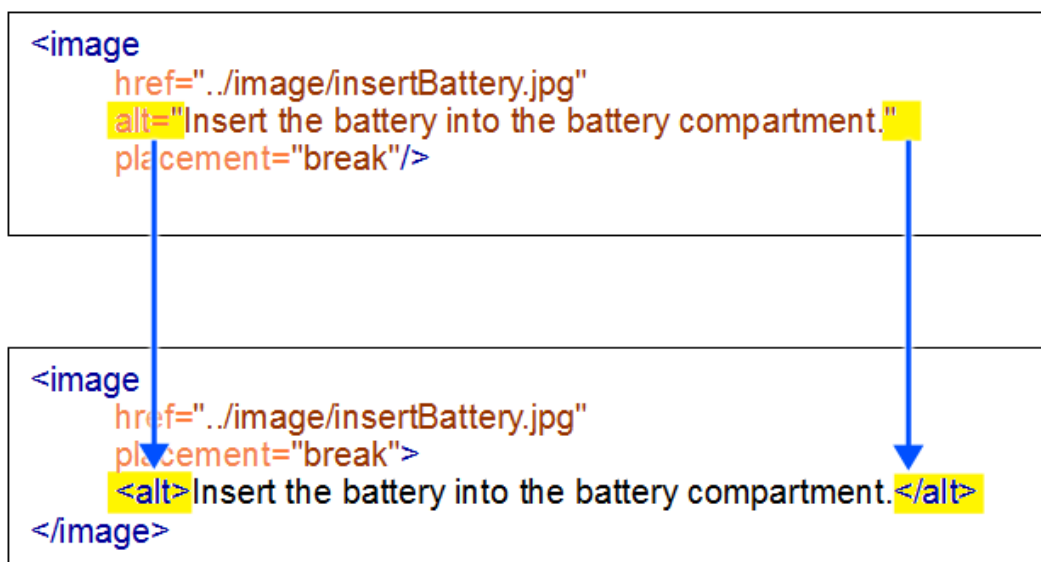 <image
href="../image/insertBattery.jpg"
alt="Insert the battery into the battery compartment."
placement="break"/>
<image
href="../image/insertBattery.jpg"
placement="break">
<alt>Insert the battery into the battery compartment.</alt>
</image>